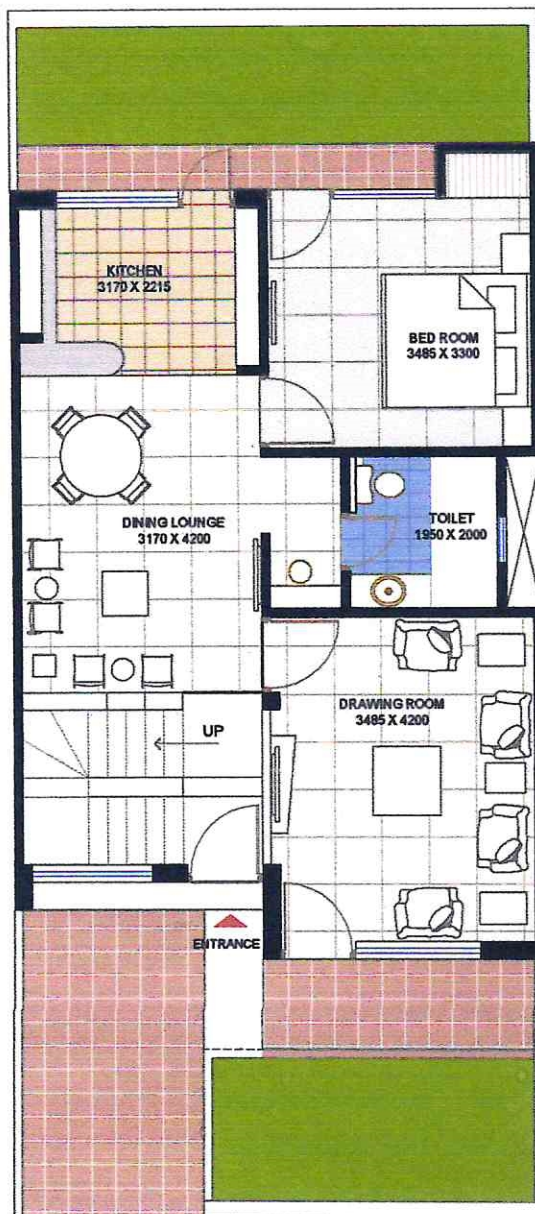 KITCHEN
3170 X 2215
BED ROOM
3485 X 3300
DINING LOUNGE
3170 X 4200
TOILET
1950 X 2000
DRAWING ROOM
3485 X 4200
UP
ENTRANCE